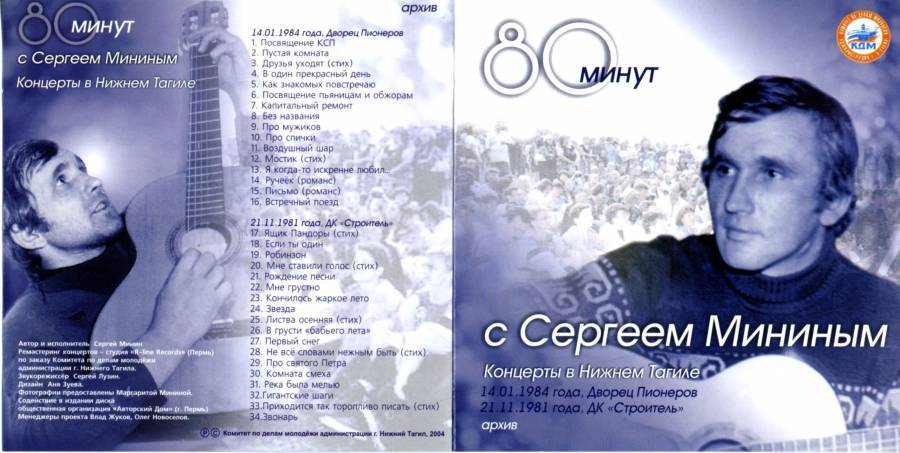 80 минут
с Сергеем Мининым
Концерты в Нижнем Тагиле
архив
14.01.1984 года, Дворец Пионеров
1. Посвящение КСП
2. Пустая комната
3. Друзья уходят (стих)
4. В один прекрасный день
5. Как знакомых повстречаю
6. Посвящение пьяницам и обжорам
7. Капитальный ремонт
8. Без названия
9. Про мужиков
10. Про спички
11. Воздушный шар
12. Мостик (стих)
13. Я когда-то искренне любил...
14. Ручеёк (романс)
15. Письмо (романс)
16. Встречный поезд
21.11.1981 года, ДК «Строитель»
17. Ящик Пандоры (стих)
18. Если ты один
19. Робинзон
20. Мне ставили голос (стих)
21. Рождение песни
22. Мне грустно
23. Кончилось жаркое лето
24. Звезда
25. Листва осенняя (стих)
26. В грусти «бабьего лета»
27. Первый снег
28. Не всё словами нежным быть (стих)
29. Про святого Петра
30. Комната смеха
31. Река была мелью
32.Гигантские шаги
33.Приходится так торопливо писать (стих)
34.Звонарь
Автор и исполнитель Сергей Минин
Ремастеринг концертов – студия «R-line Records» (Пермь)
по заказу Комитета по делам молодёжи
администрации г. Нижнего Тагила.
Звукорежиссёр Сергей Лузин.
Дизайн Аня Зуева.
Фотографии предоставлены Маргаритой Мининой.
Содействие в издании диска
общественная организация «Авторский Дом» (г. Пермь)
Менеджеры проекта Влад Жуков, Олег Новоселов.
Ⓟ© Комитет по делам молодёжи администрации г. Нижний Тагил, 2004
80 минут
КДМ
с Сергеем Мининым
Концерты в Нижнем Тагиле
14.01.1984 года, Дворец Пионеров
21.11.1981 года, ДК «Строитель»
архив